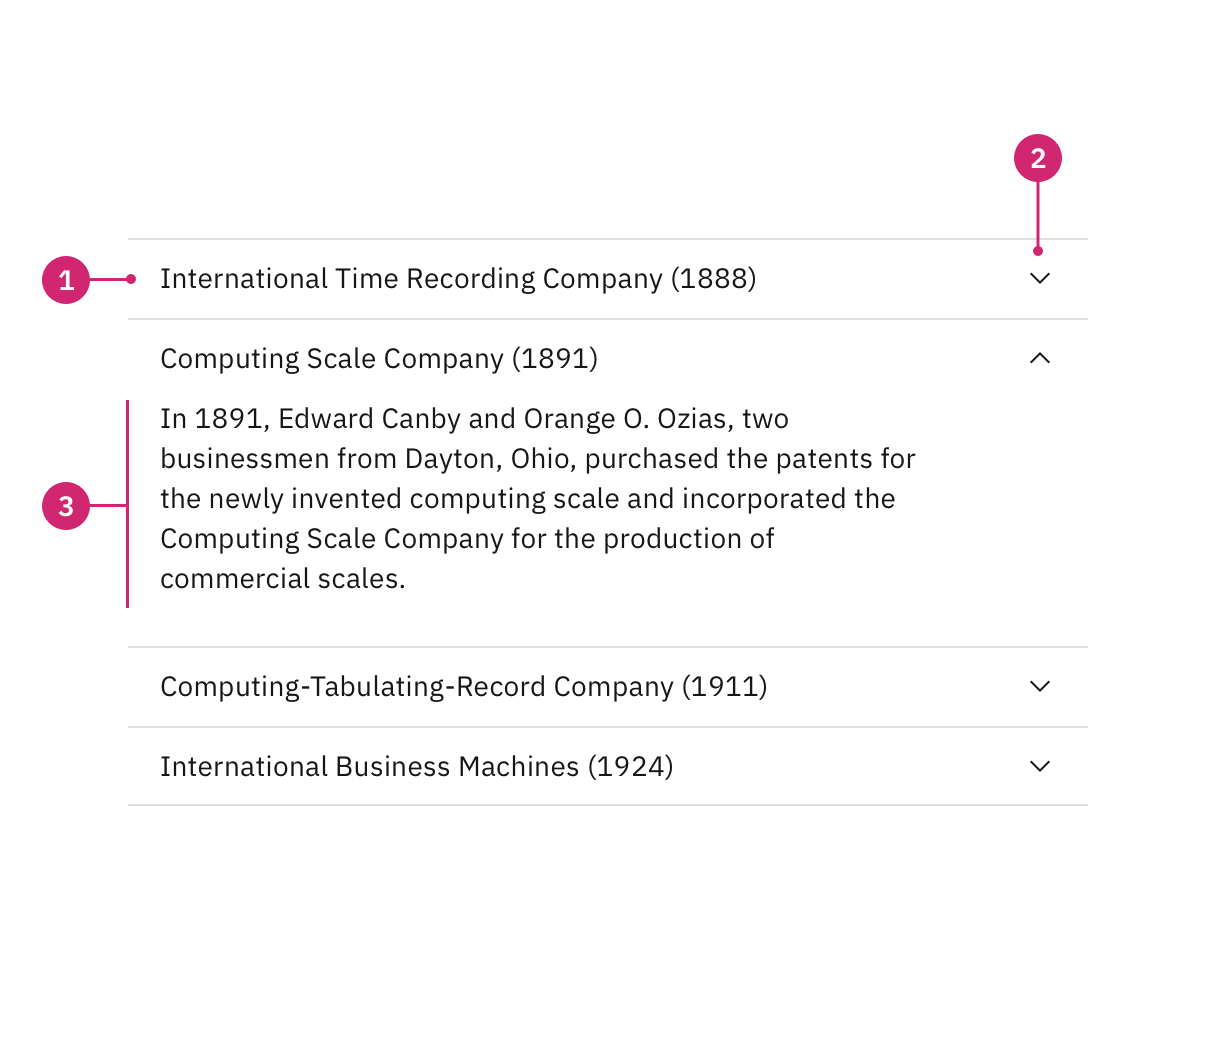 2
1
International Time Recording Company (1888)
Computing Scale Company (1891)
In 1891, Edward Canby and Orange O. Ozias, two
businessmen from Dayton, Ohio, purchased the patents for
the newly invented computing scale and incorporated the
Computing Scale Company for the production of
commercial scales.
3
Computing-Tabulating-Record Company (1911)
International Business Machines (1924)